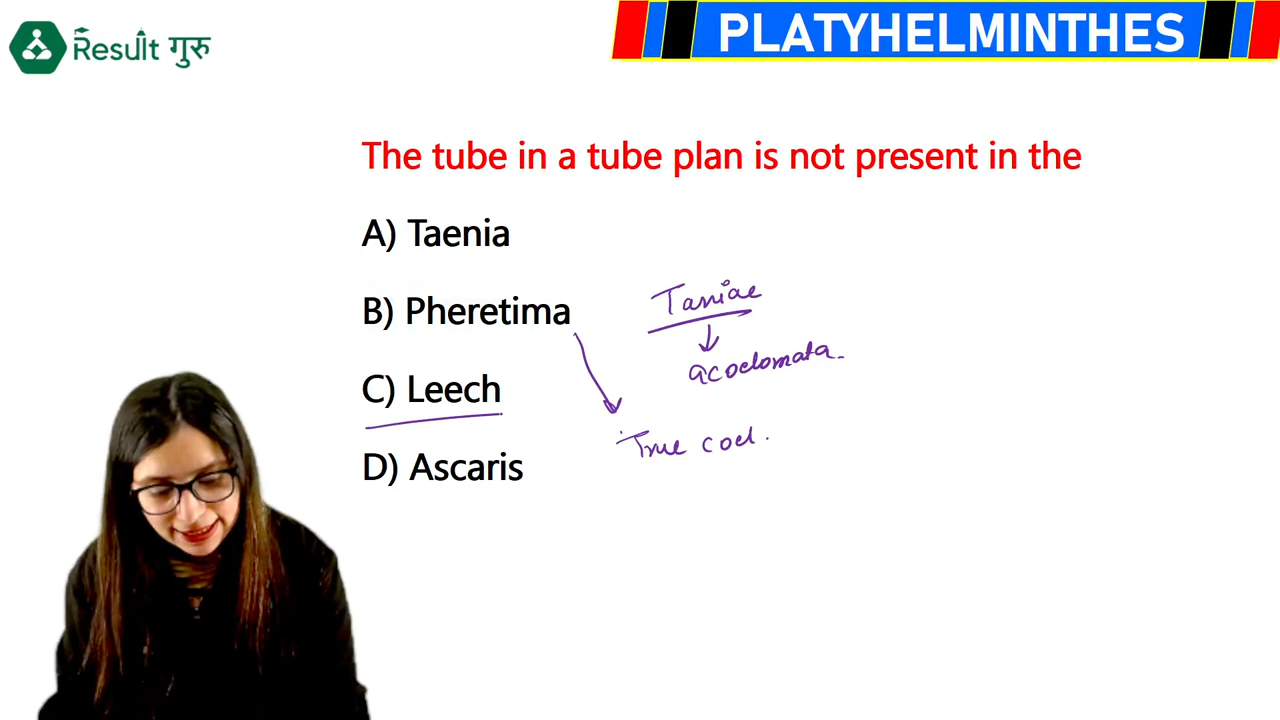 Result गुरु
PLATYHELMINTHES
The tube in a tube plan is not present in the
A) Taenia
B) Pheretima
C) Leech
D) Ascaris
Taniae
acoelomata.
True coel.